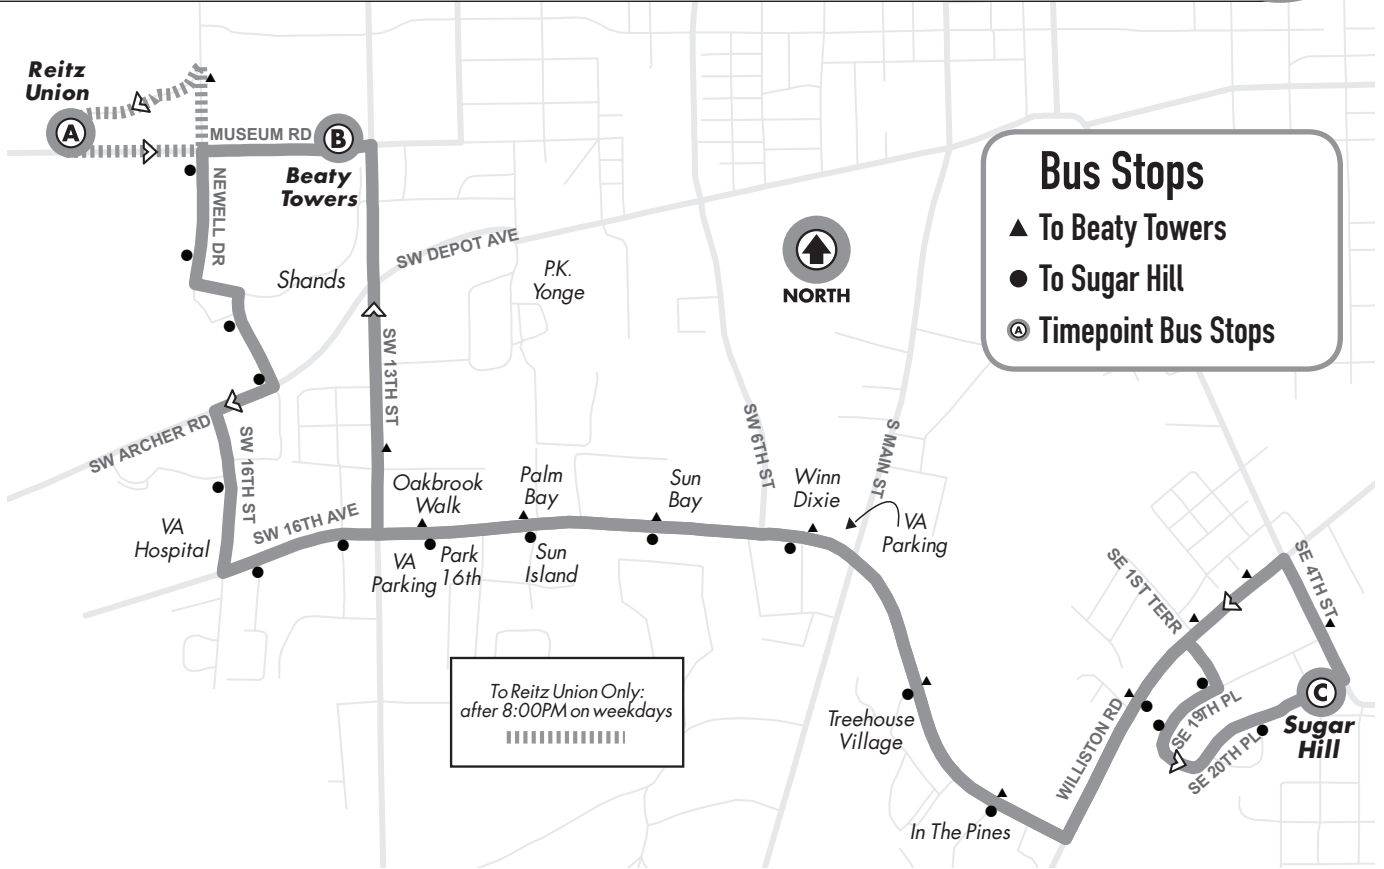 Reitz
Union
A
MUSEUM RD
B
Beaty
Towers
NEWELL DR
Shands
SW DEPOT AVE
P.K.
Yonge
NORTH
Bus Stops
To Beaty Towers
To Sugar Hill
A
Timepoint Bus Stops
SW 13TH ST
SW ARCHER RD
SW 16TH ST
SW 6TH ST
S MAIN ST
Oakbrook
Walk
Palm
Bay
Sun
Bay
Winn
Dixie
VA
Hospital
SW 16TH AVE
VA
Parking
Park
16th
Sun
Island
VA
Parking
SE 1ST TERR
SE 4TH ST
To Reitz Union Only:
after 8:00PM on weekdays
Treehouse
Village
WILLISTON RD
SE 19TH PL
SE 20TH PL
C
Sugar
Hill
In The Pines